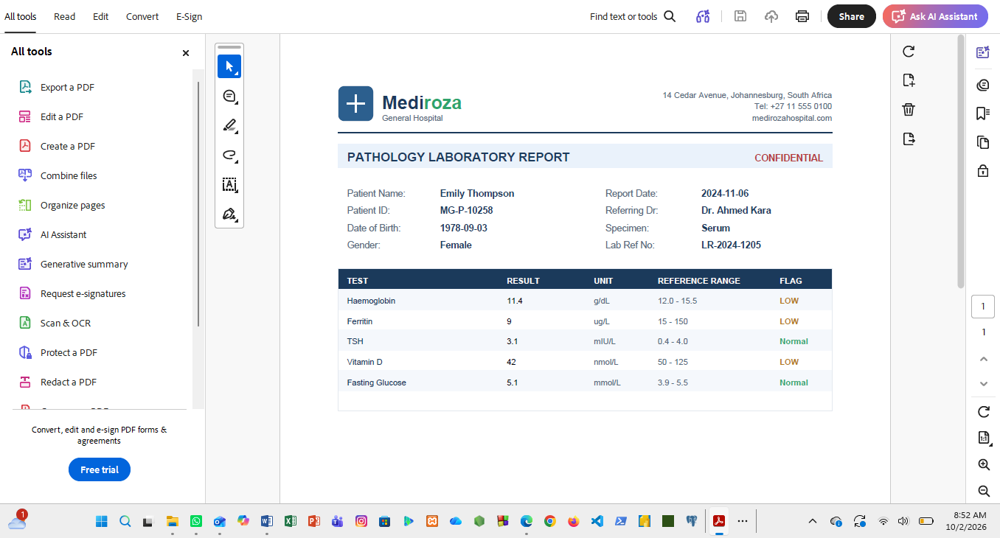 All tools Read Edit Convert E-Sign Find text or tools Share Ask AI Assistant
All tools
Export a PDF
Edit a PDF
Create a PDF
Combine files
Organize pages
AI Assistant
Generative summary
Request e-signatures
Scan & OCR
Protect a PDF
Redact a PDF
Convert, edit and e-sign PDF forms &
agreements
Free trial
Mediroza
General Hospital
14 Cedar Avenue, Johannesburg, South Africa
Tel: +27 11 555 0100
medirozahospital.com
PATHOLOGY LABORATORY REPORT CONFIDENTIAL
Patient Name: Emily Thompson Report Date: 2024-11-06
Patient ID: MG-P-10258 Referring Dr: Dr. Ahmed Kara
Date of Birth: 1978-09-03 Specimen: Serum
Gender: Female Lab Ref No: LR-2024-1205
TEST RESULT UNIT REFERENCE RANGE FLAG
Haemoglobin 11.4 g/dL 12.0 - 15.5 LOW
Ferritin 9 ug/L 15 - 150 LOW
TSH 3.1 mIU/L 0.4 - 4.0 Normal
Vitamin D 42 nmol/L 50 - 125 LOW
Fasting Glucose 5.1 mmol/L 3.9 - 5.5 Normal
1
1
1:1
1
8:52 AM
10/2/2026